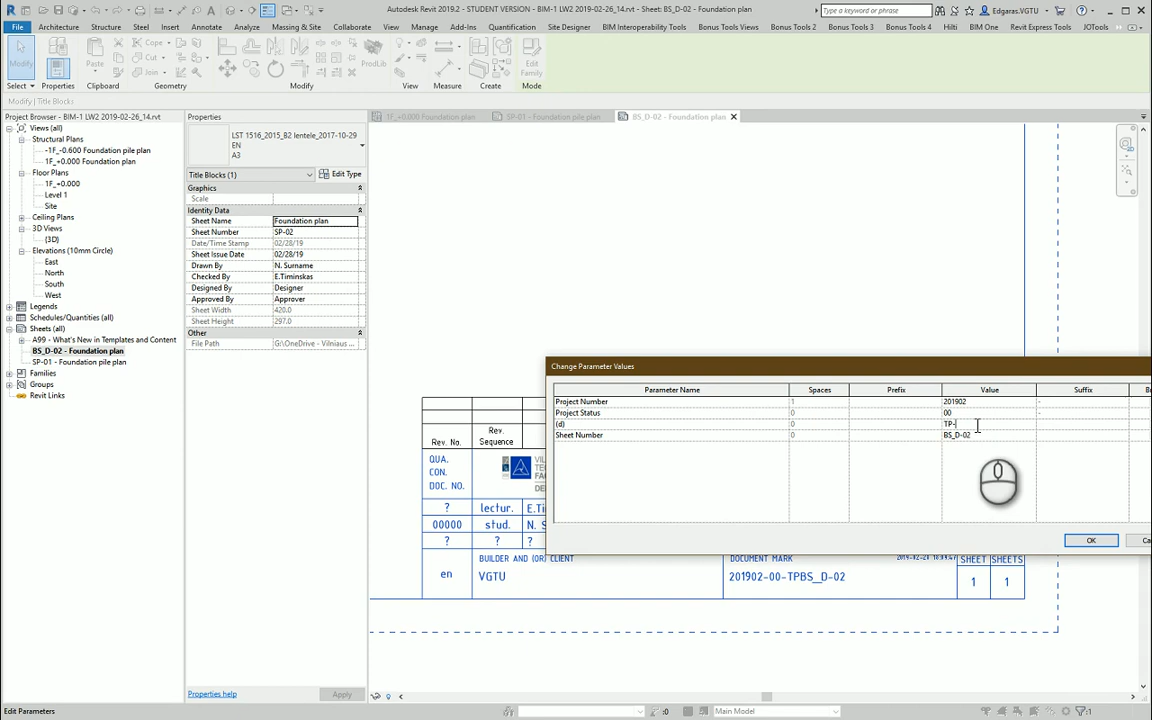 Autodesk Revit 2019.2 - STUDENT VERSION - BIM-1 LW2 2019-02-26_14.rvt - Sheet: BS_D-02 - Foundation plan
Type a keyword or phrase
Edgaras.VGTU
File Architecture Structure Steel Insert Annotate Analyze Massing & Site Collaborate View Manage Add-Ins Quantification Site Designer BIM Interoperability Tools Bonus Tools Bonus Tools 2 Bonus Tools 3 Bonus Tools 4 Hilti BIM One Revit Express Tools JOTools
Modify
Paste
Cope
Cut
Join
ProdLib
Edit
Family
Select Properties Clipboard Geometry Modify View Measure Create Mode
Modify | Title Blocks
Project Browser - BIM-1 LW2 2019-02-26_14.rvt
Views (all)
Structural Plans
-1F_-0.600 Foundation pile plan
1F_+0.000 Foundation plan
Floor Plans
1F_+0.000
Level 1
Site
Ceiling Plans
3D Views
{3D}
Elevations (10mm Circle)
East
North
South
West
Legends
Schedules/Quantities (all)
Sheets (all)
A99 - What's New in Templates and Content
BS_D-02 - Foundation plan
SP-01 - Foundation pile plan
Families
Groups
Revit Links
Properties
LST 1516_2015_B2 lentele_2017-10-29
EN
A3
Title Blocks (1)
Edit Type
Graphics
Scale
Identity Data
Sheet Name Foundation plan
Sheet Number SP-02
Date/Time Stamp 02/28/19
Sheet Issue Date 02/28/19
Drawn By N. Surname
Checked By E.Timinskas
Designed By Designer
Approved By Approver
Sheet Width 420.0
Sheet Height 297.0
Other
File Path G:\OneDrive - Vilniaus ...
Properties help
Apply
1F_+0.000 Foundation plan
SP-01 - Foundation pile plan
BS_D-02 - Foundation plan
Change Parameter Values
Parameter Name Spaces Prefix Value Suffix
Project Number 1 201902 -
Project Status 0 00 -
(d) 0 TP-
Sheet Number 0 BS_D-02
OK
Rev. No.
Rev. Sequence
QUA.
CON.
DOC. NO.
? lectur.
00000 stud. N. S
? ? ?
en
BUILDER AND (OR) CLIENT
VGTU
DOCUMENT MARK
201902-00-TPBS_D-02
SHEET SHEETS
1 1
Edit Parameters
:0
Main Model
:1